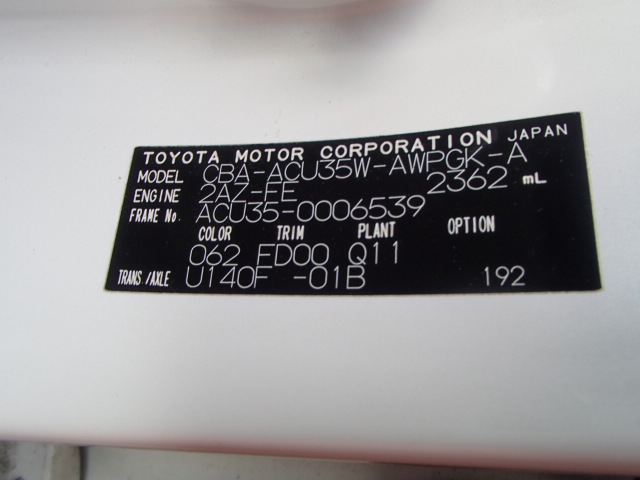 TOYOTA MOTOR CORPORATION JAPAN
MODEL CBA-ACU35W-AWPGK-A
ENGINE 2AZ-FE 2362 mL
FRAME No. ACU35-0006539
COLOR TRIM PLANT OPTION
062 FD00 Q11
TRANS/AXLE U140F -01B 192